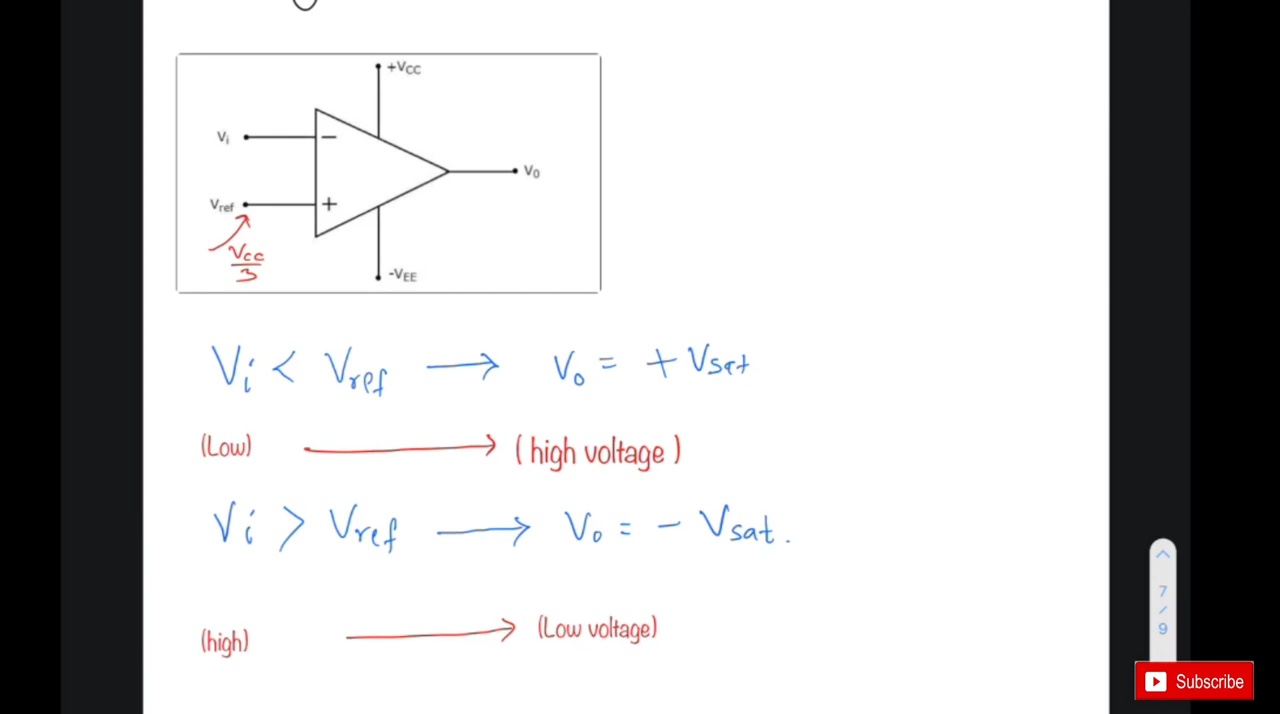 +VCC
Vi
−
V0
Vref
+
Vcc/3
-VEE
Vi < Vref → Vo = + Vsat
(Low) → (high voltage)
Vi > Vref → Vo = - Vsat.
(high) → (Low voltage)
7
/
9
Subscribe